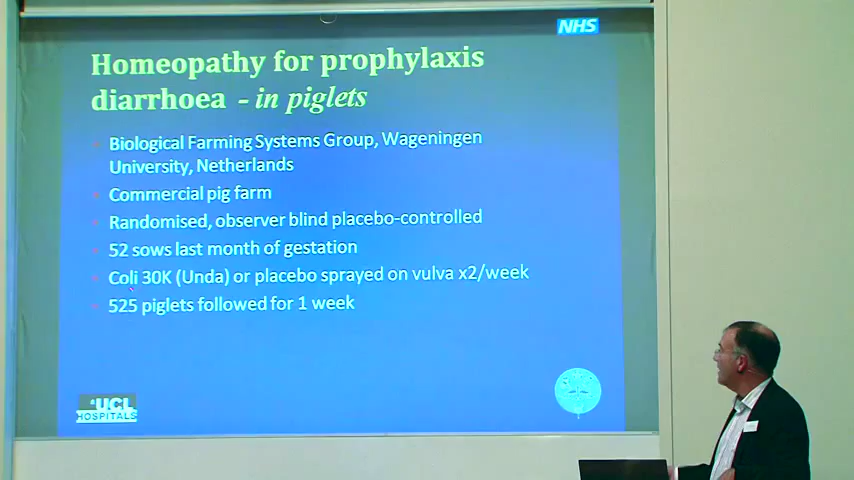 NHS
Homeopathy for prophylaxis
diarrhoea - in piglets
Biological Farming Systems Group, Wageningen
University, Netherlands
Commercial pig farm
Randomised, observer blind placebo-controlled
52 sows last month of gestation
Coli 30K (Unda) or placebo sprayed on vulva x2/week
525 piglets followed for 1 week
UCL
HOSPITALS